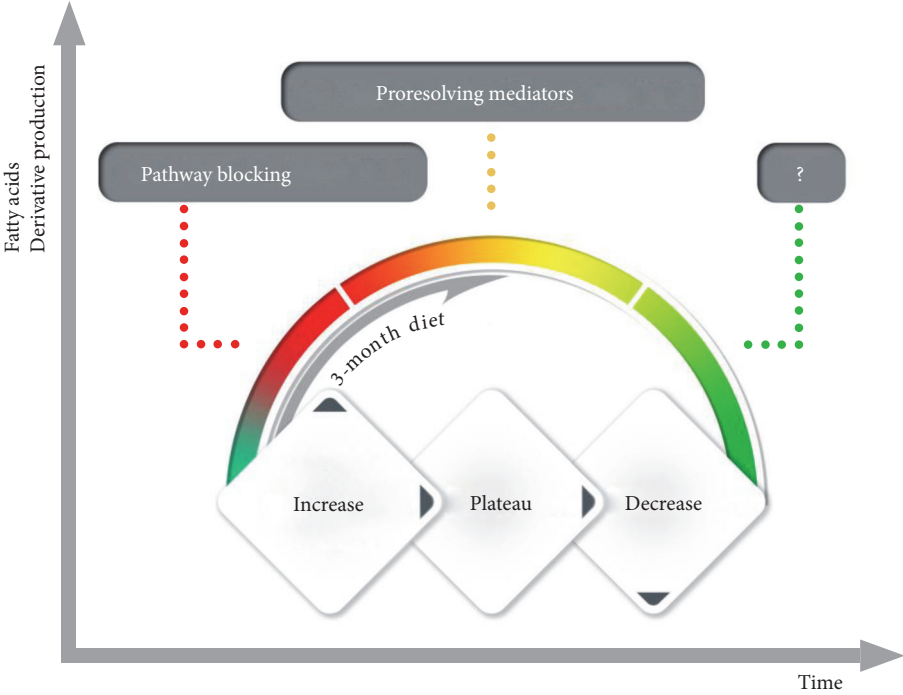 Fatty acids
Derivative production
Proresolving mediators
Pathway blocking
?
3-month diet
Increase
Plateau
Decrease
Time